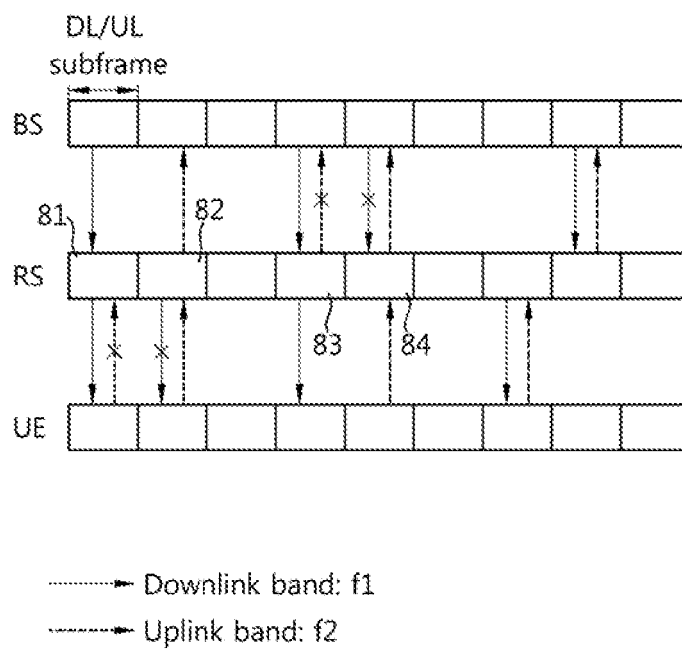 DL/UL
subframe
BS
81
82
RS
83
84
UE
Downlink band: f1
Uplink band: f2